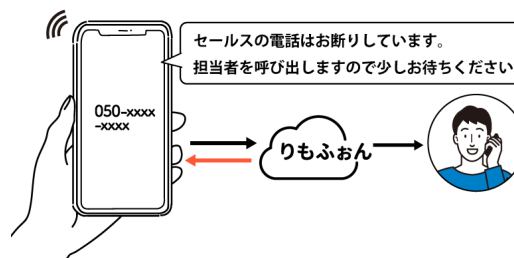 セールスの電話はお断りしています。
担当者を呼び出しますので少しお待ちください
050-xxxx
-xxxx
りもふぉん